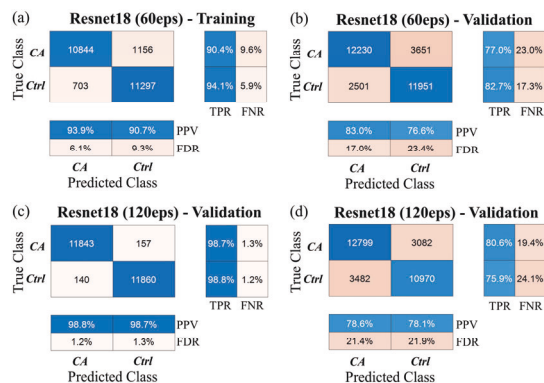 (a) Resnet18 (60eps) - Training
True Class
CA 10844 1156 90.4% 9.6%
Ctrl 703 11297 94.1% 5.9%
TPR FNR
93.9% 90.7% PPV
6.1% 9.3% FDR
CA Ctrl
Predicted Class
(b) Resnet18 (60eps) - Validation
True Class
CA 12230 3651 77.0% 23.0%
Ctrl 2501 11951 82.7% 17.3%
TPR FNR
83.0% 76.6% PPV
17.0% 23.4% FDR
CA Ctrl
Predicted Class
(c) Resnet18 (120eps) - Validation
True Class
CA 11843 157 98.7% 1.3%
Ctrl 140 11860 98.8% 1.2%
TPR FNR
98.8% 98.7% PPV
1.2% 1.3% FDR
CA Ctrl
Predicted Class
(d) Resnet18 (120eps) - Validation
True Class
CA 12799 3082 80.6% 19.4%
Ctrl 3482 10970 75.9% 24.1%
TPR FNR
78.6% 78.1% PPV
21.4% 21.9% FDR
CA Ctrl
Predicted Class